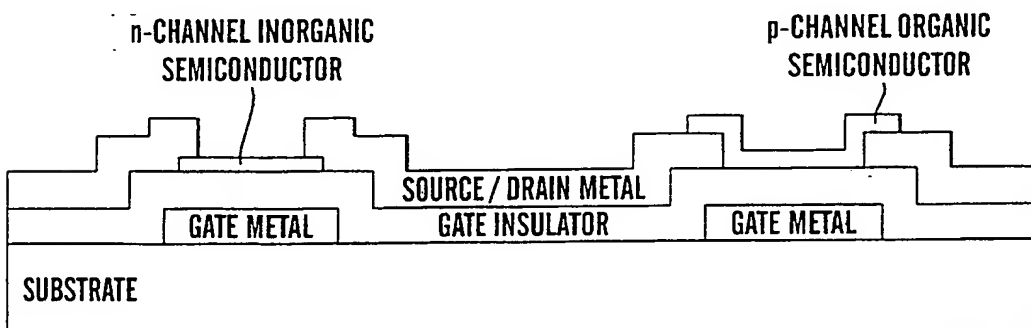 n-CHANNEL INORGANIC
SEMICONDUCTOR
p-CHANNEL ORGANIC
SEMICONDUCTOR
SOURCE / DRAIN METAL
GATE METAL
GATE INSULATOR
GATE METAL
SUBSTRATE